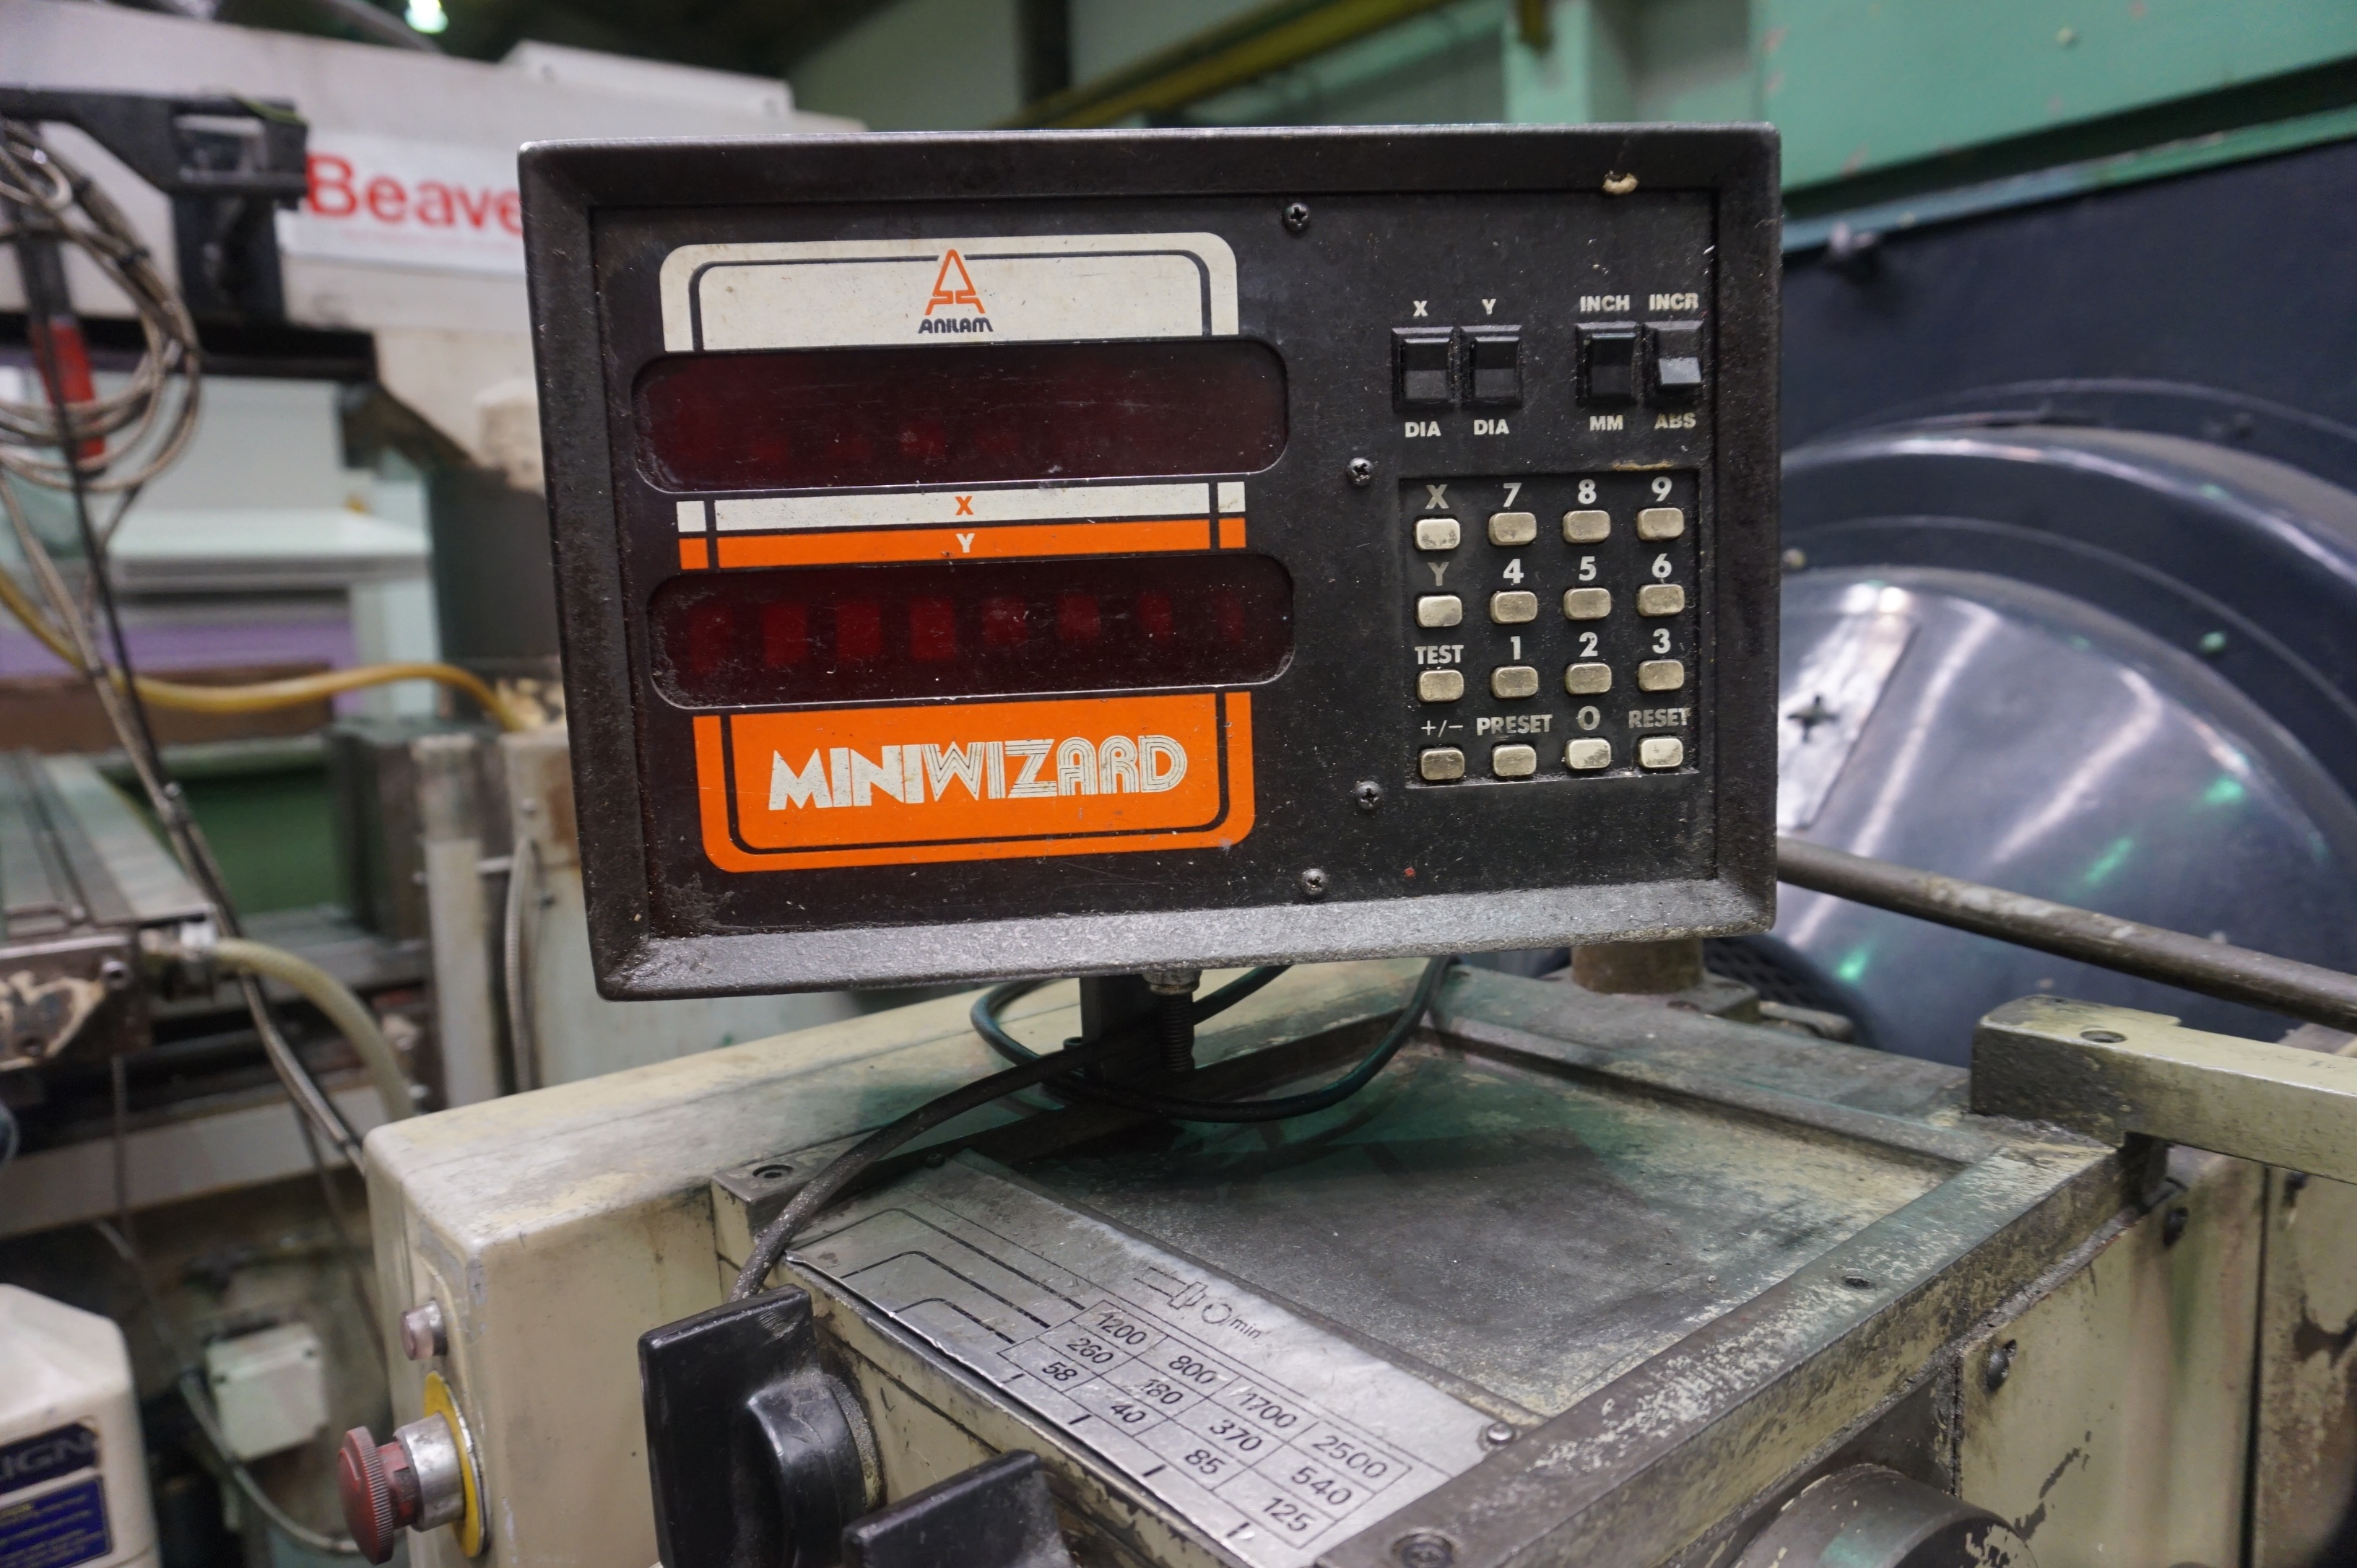 Beave
ANILAM
X
Y
MINIWIZARD
X Y INCH INCR
DIA DIA MM ABS
X 7 8 9
Y 4 5 6
TEST 1 2 3
+/- PRESET 0 RESET
min
1200 800 1700 2500
260 180 370 540
58 40 85 125
IGN